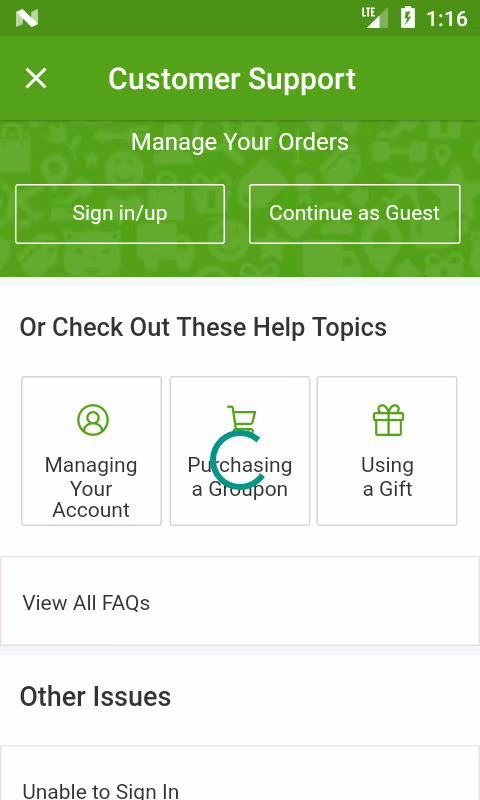 LTE 1:16
Customer Support
Manage Your Orders
Sign in/up Continue as Guest
Or Check Out These Help Topics
Managing
Your
Account
Purchasing
a Groupon
Using
a Gift
View All FAQs
Other Issues
Unable to Sign In